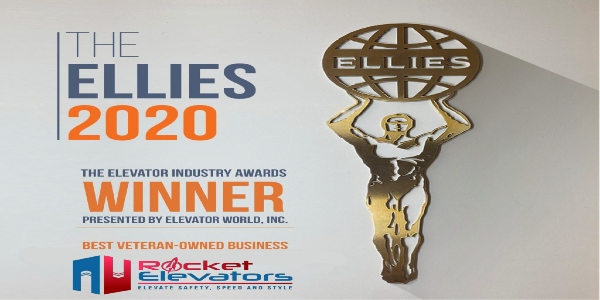 THE
ELLIES
2020
ELLIES
THE ELEVATOR INDUSTRY AWARDS
WINNER
PRESENTED BY ELEVATOR WORLD, INC.
BEST VETERAN-OWNED BUSINESS
Rocket
Elevators
ELEVATE SAFETY, SPEED AND STYLE